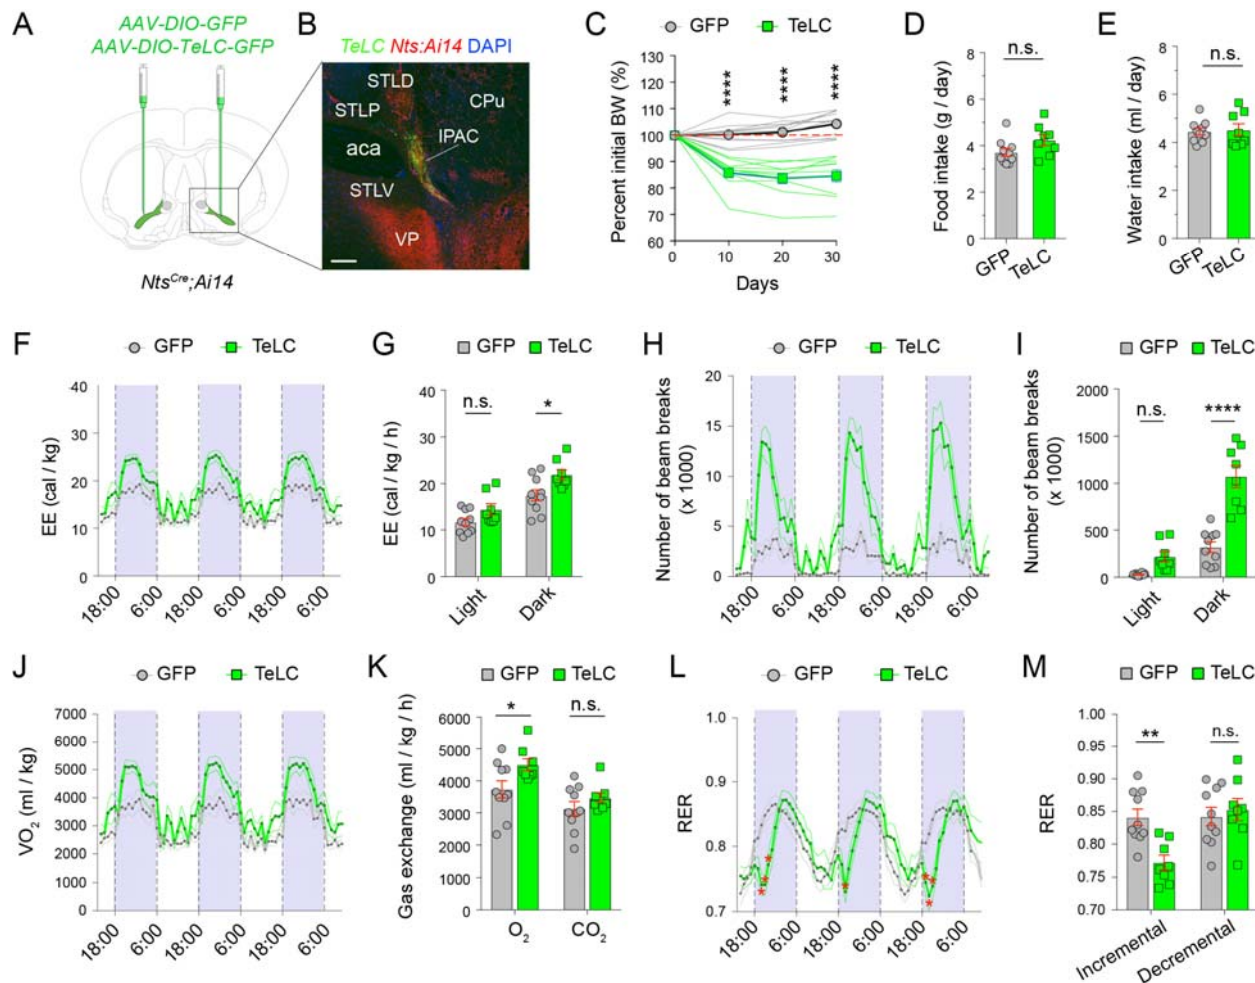 A
AAV-DIO-GFP
AAV-DIO-TeLC-GFP
Nts^Cre;Ai14
B
TeLC Nts:Ai14 DAPI
STLD
CPu
STLP
IPAC
aca
STLV
VP
C
GFP
TeLC
Percent initial BW (%)
110
100
90
80
70
60
****
****
****
0
10
20
30
Days
D
n.s.
Food intake (g / day)
8
6
4
2
0
GFP
TeLC
E
n.s.
Water intake (ml / day)
8
6
4
2
0
GFP
TeLC
F
GFP
TeLC
EE (cal / kg)
40
30
20
10
0
18:00
6:00
18:00
6:00
18:00
6:00
G
GFP
TeLC
EE (cal / kg / h)
40
30
20
10
0
n.s.
*
Light
Dark
H
GFP
TeLC
Number of beam breaks
(x 1000)
20
15
10
5
0
18:00
6:00
18:00
6:00
18:00
6:00
I
GFP
TeLC
Number of beam breaks
(x 1000)
2000
1500
1000
500
0
n.s.
****
Light
Dark
J
GFP
TeLC
VO2 (ml / kg)
7000
6000
5000
4000
3000
2000
1000
0
18:00
6:00
18:00
6:00
18:00
6:00
K
GFP
TeLC
Gas exchange (ml / kg / h)
6000
5000
4000
3000
2000
1000
0
*
n.s.
O2
CO2
L
GFP
TeLC
RER
1.0
0.9
0.8
0.7
*
*
*
*
*
*
*
18:00
6:00
18:00
6:00
18:00
6:00
M
GFP
TeLC
RER
1.00
0.95
0.90
0.85
0.80
0.75
0.70
**
n.s.
Incremental
Decremental